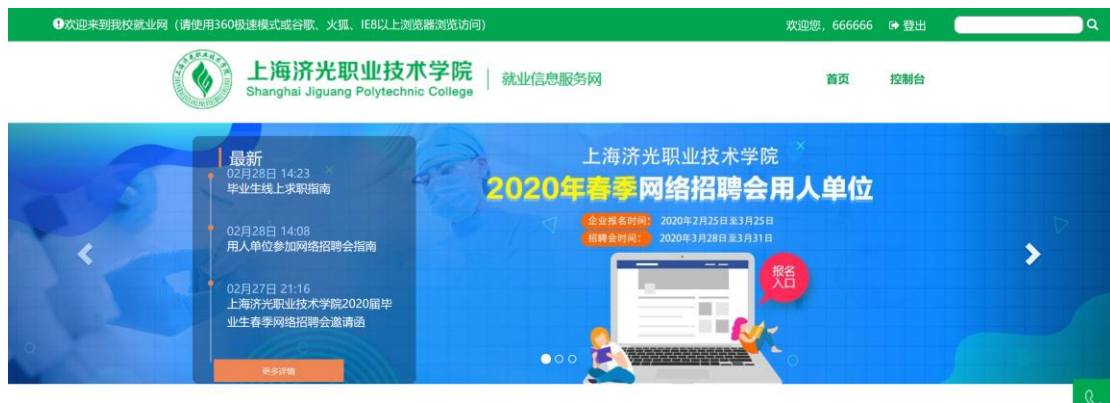 欢迎来到我校就业网（请使用360极速模式或谷歌、火狐、IE8以上浏览器浏览访问）
欢迎您，666666 登出
上海济光职业技术学院
Shanghai Jiguang Polytechnic College
就业信息服务网
首页 控制台
最新
02月28日 14:23
毕业生线上求职指南
02月28日 14:08
用人单位参加网络招聘会指南
02月27日 21:16
上海济光职业技术学院2020届毕
业生春季网络招聘会邀请函
更多详情
上海济光职业技术学院
2020年春季网络招聘会用人单位
企业报名时间： 2020年2月25日至3月25日
招聘会时间： 2020年3月28日至3月31日
报名
入口